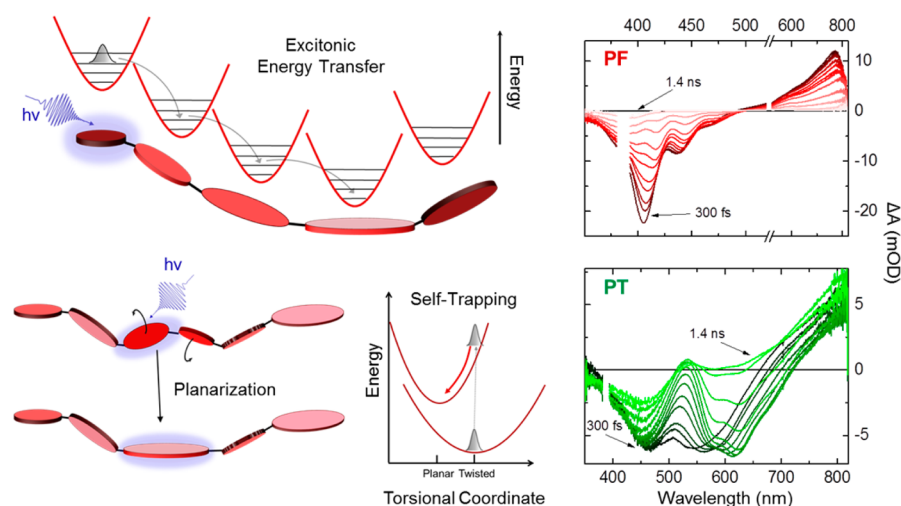 Excitonic
Energy Transfer
Energy
hν
hν
Planarization
Self-Trapping
Energy
Planar Twisted
Torsional Coordinate
400 450 500 600 800
PF
1.4 ns
300 fs
10
0
-10
-20
ΔA (mOD)
PT
1.4 ns
300 fs
5
0
-5
400 500 600 700 800
Wavelength (nm)